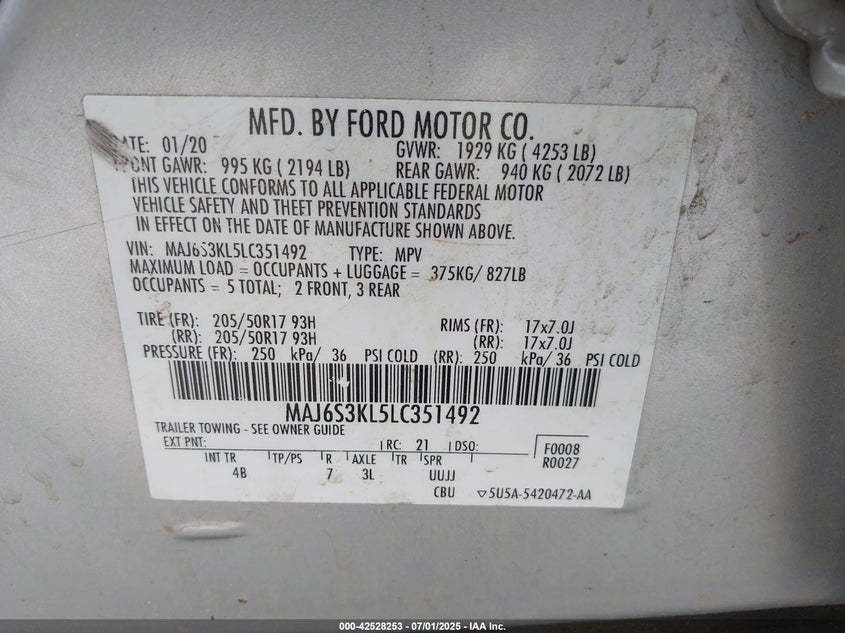 MFD. BY FORD MOTOR CO.
DATE: 01/20 GVWR: 1929 KG ( 4253 LB)
FRONT GAWR: 995 KG ( 2194 LB) REAR GAWR: 940 KG ( 2072 LB)
THIS VEHICLE CONFORMS TO ALL APPLICABLE FEDERAL MOTOR
VEHICLE SAFETY AND THEFT PREVENTION STANDARDS
IN EFFECT ON THE DATE OF MANUFACTURE SHOWN ABOVE.
VIN: MAJ6S3KL5LC351492 TYPE: MPV
MAXIMUM LOAD = OCCUPANTS + LUGGAGE = 375KG/ 827LB
OCCUPANTS = 5 TOTAL; 2 FRONT, 3 REAR
TIRE (FR): 205/50R17 93H RIMS (FR): 17x7.0J
(RR): 205/50R17 93H (RR): 17x7.0J
PRESSURE (FR): 250 kPa/ 36 PSI COLD (RR): 250 kPa/ 36 PSI COLD
MAJ6S3KL5LC351492
TRAILER TOWING - SEE OWNER GUIDE
EXT PNT: RC: 21 DSO: F0008
R0027
INT TR TP/PS R AXLE TR SPR
4B 7 3L UUJJ
CBU ▽5U5A-5420472-AA
000-42528253 - 07/01/2025 - IAA Inc.